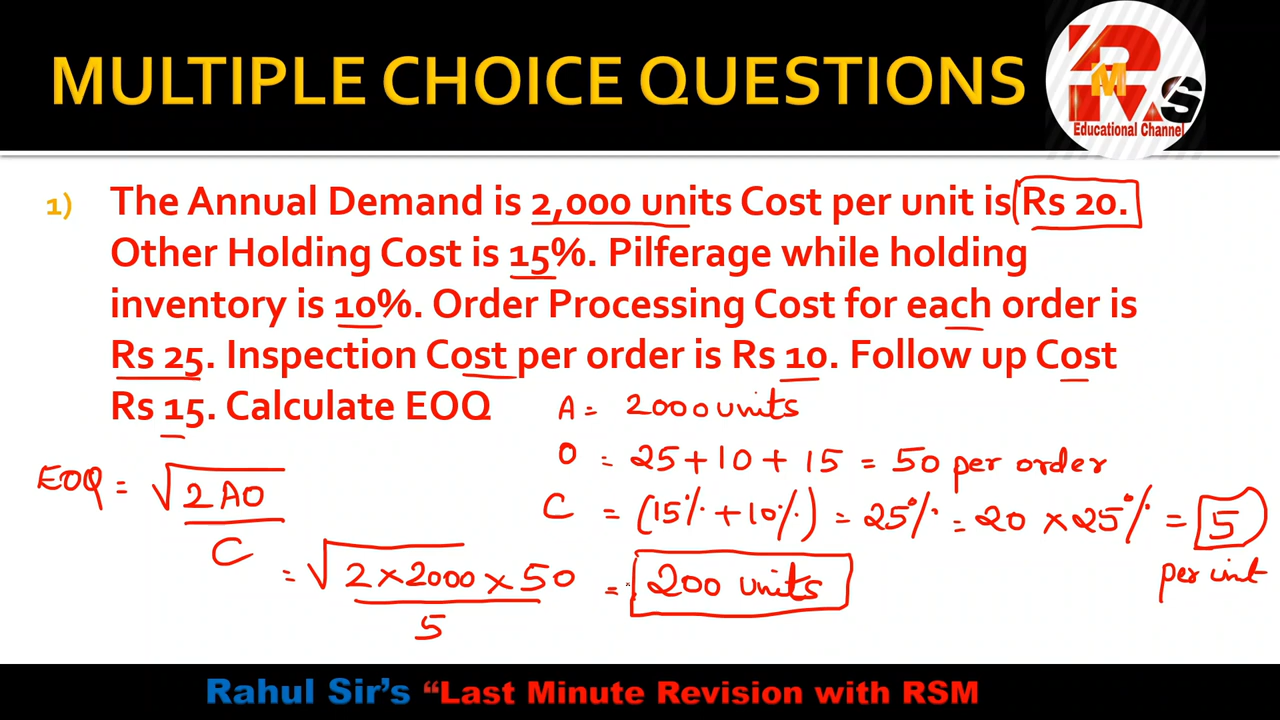 MULTIPLE CHOICE QUESTIONS
RMS
Educational Channel
1) The Annual Demand is 2,000 units Cost per unit is Rs 20.
Other Holding Cost is 15%. Pilferage while holding
inventory is 10%. Order Processing Cost for each order is
Rs 25. Inspection Cost per order is Rs 10. Follow up Cost
Rs 15. Calculate EOQ
A = 2000 units
O = 25 + 10 + 15 = 50 per order
C = (15% + 10%) = 25% = 20 × 25% = 5
per unit
EOQ = √2AO
C
= √2 × 2000 × 50 = 200 units
5
Rahul Sir's "Last Minute Revision with RSM